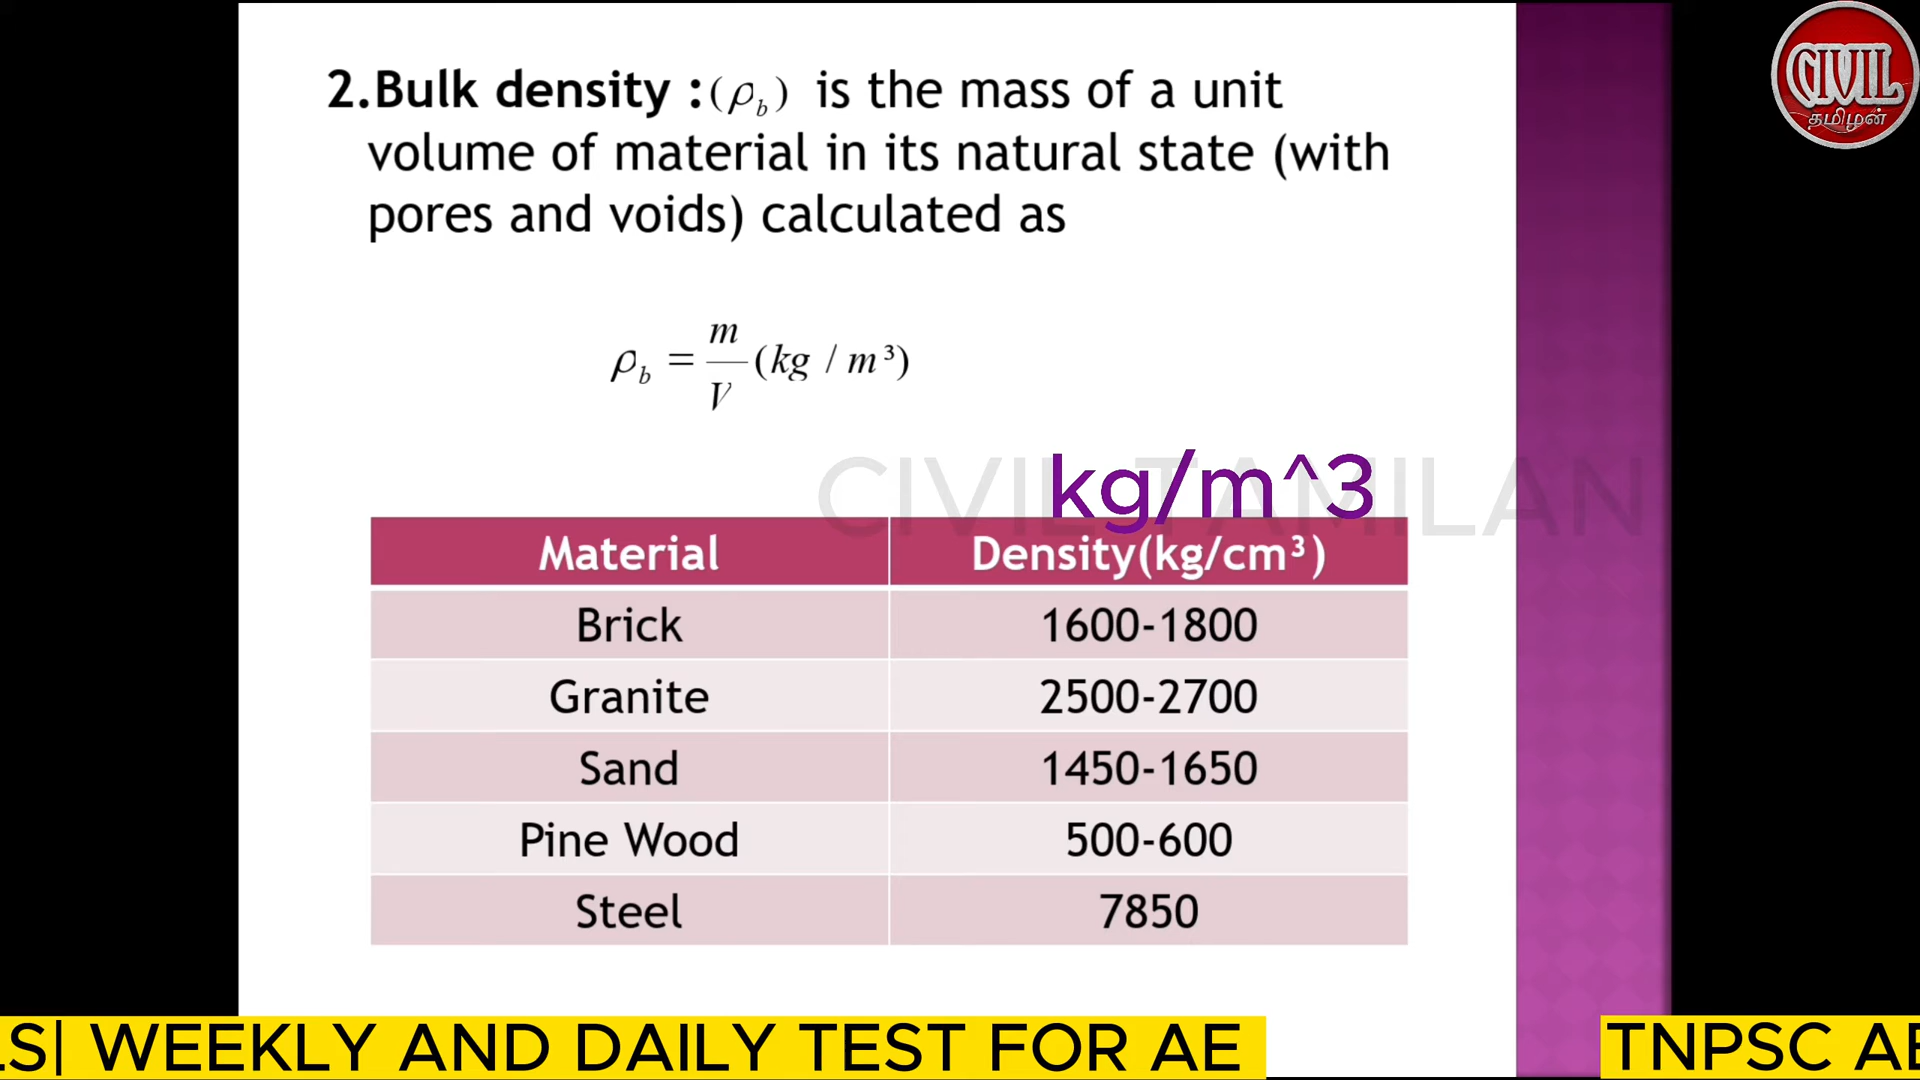 CIVIL
தமிழன்
2.Bulk density : (ρb) is the mass of a unit
volume of material in its natural state (with
pores and voids) calculated as
ρb = m/V (kg / m³)
CIVIL TAMILAN
kg/m^3
Material Density(kg/cm³)
Brick 1600-1800
Granite 2500-2700
Sand 1450-1650
Pine Wood 500-600
Steel 7850
LS| WEEKLY AND DAILY TEST FOR AE TNPSC AE